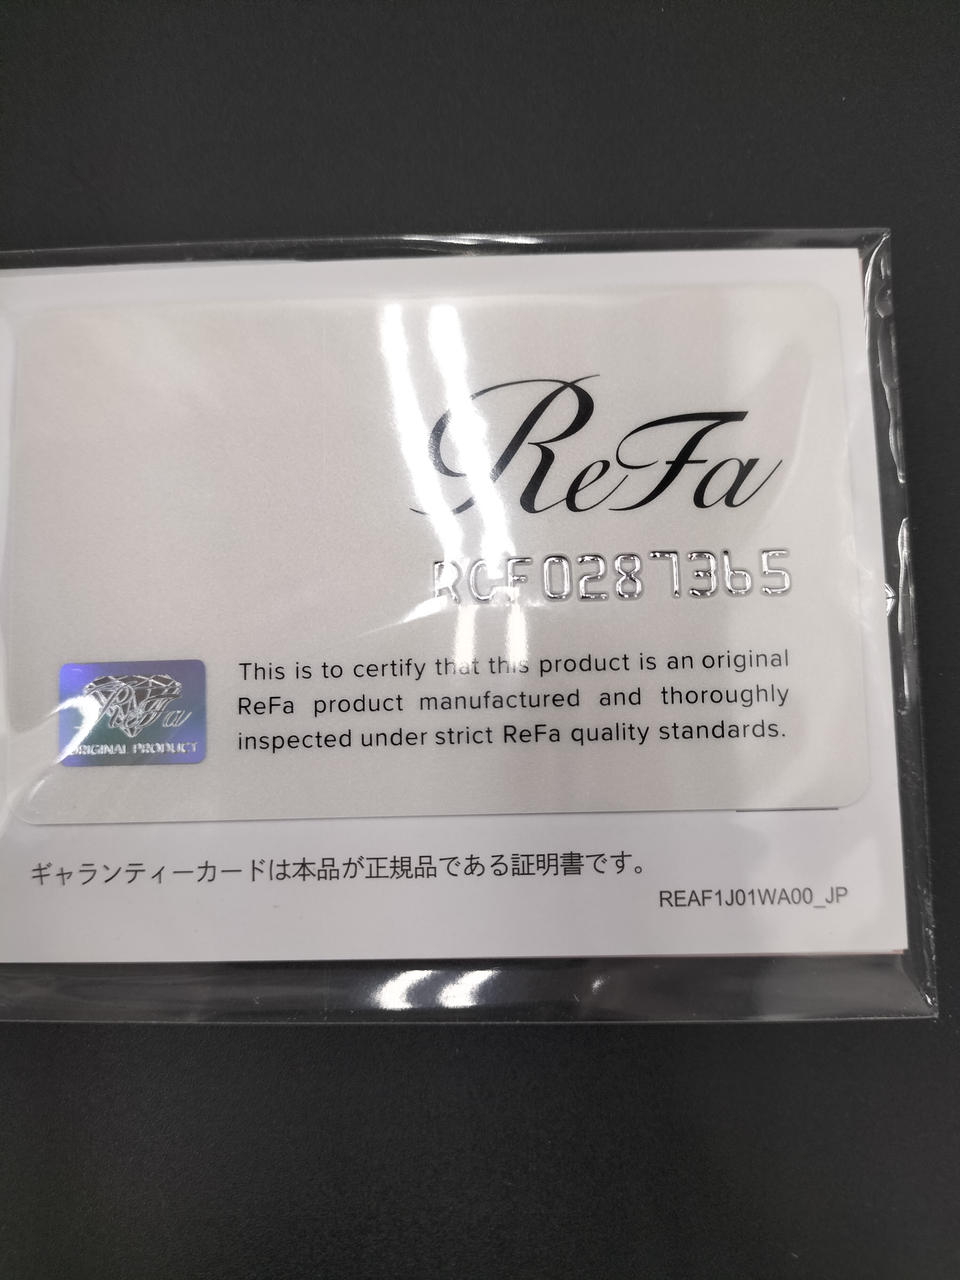 ReFa
RCF0287365
This is to certify that this product is an original
ReFa product manufactured and thoroughly
inspected under strict ReFa quality standards.
ReFa
ORIGINAL PRODUCT
ギャランティーカードは本品が正規品である証明書です。
REAF1J01WA00_JP